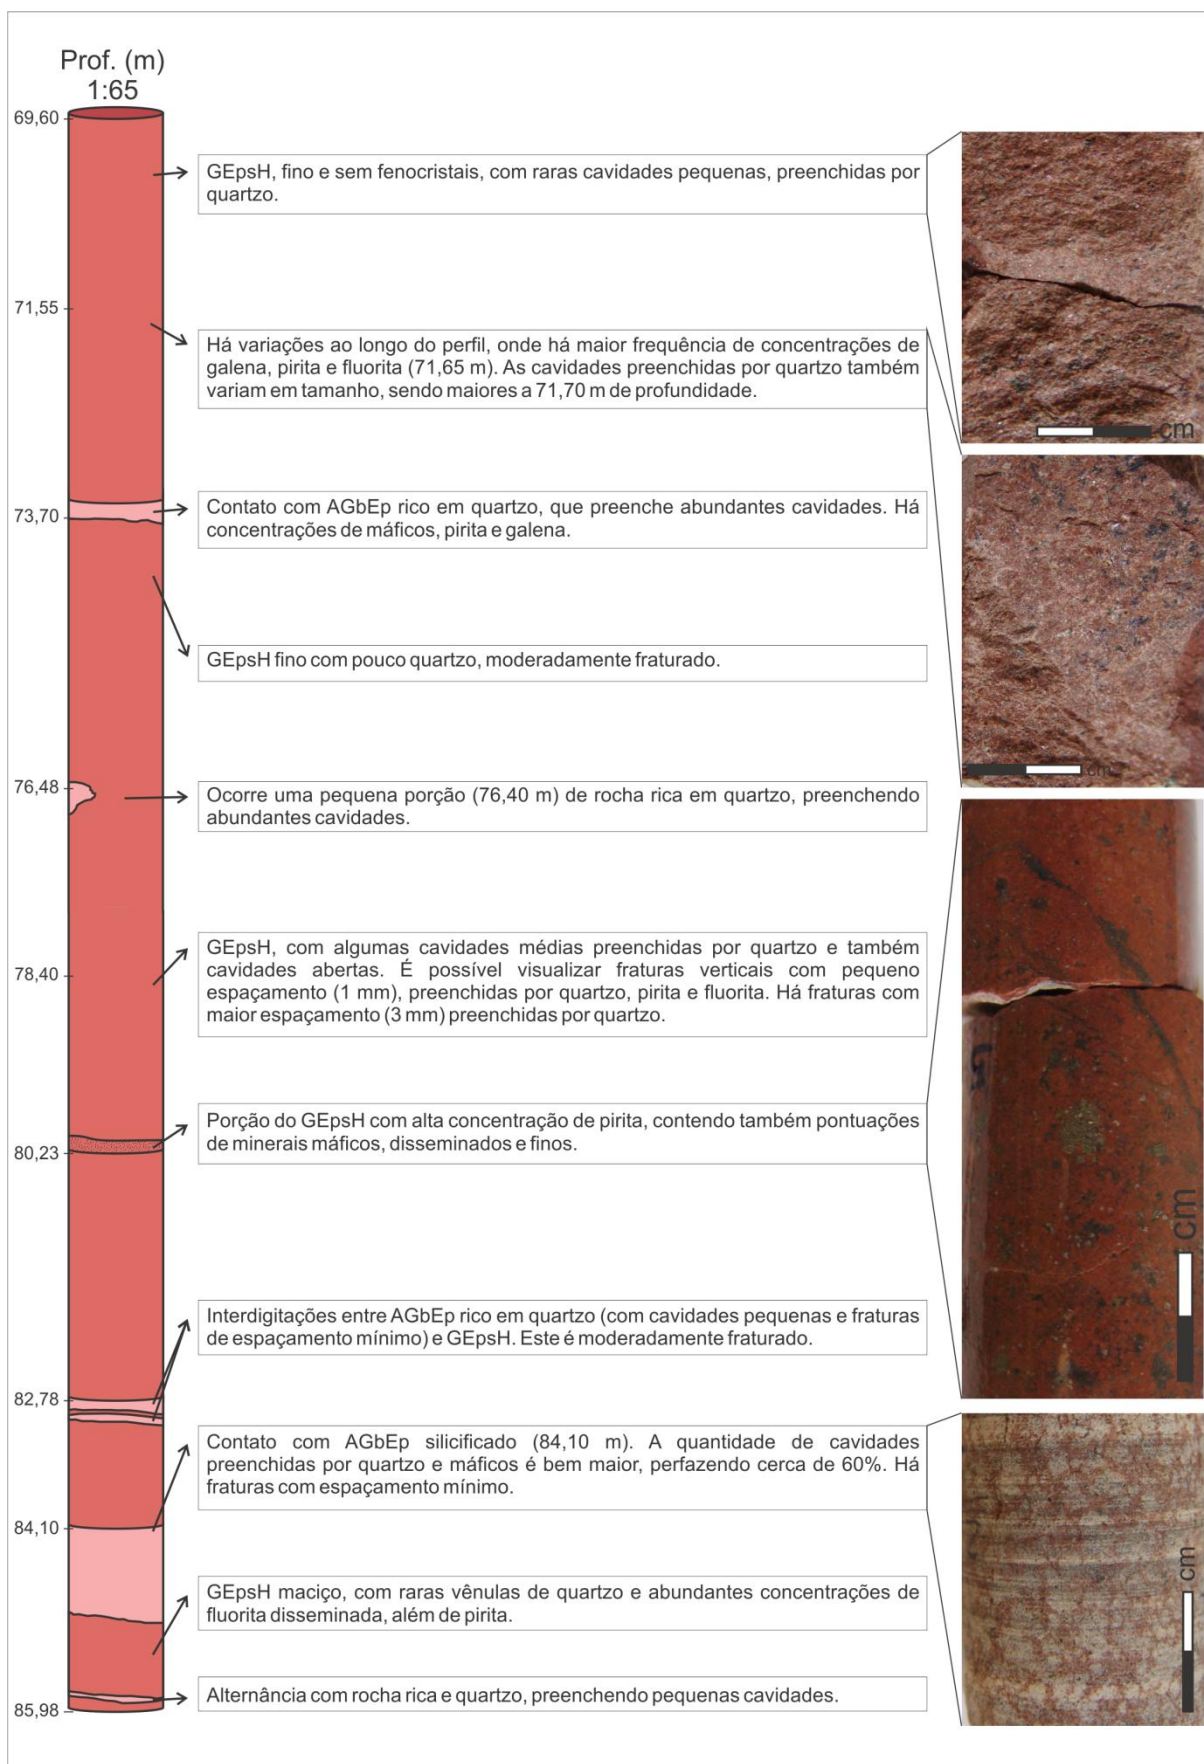 Prof. (m)
1:65
69,60
GEpsH, fino e sem fenocristais, com raras cavidades pequenas, preenchidas por
quartzo.
71,55
Há variações ao longo do perfil, onde há maior frequência de concentrações de
galena, pirita e fluorita (71,65 m). As cavidades preenchidas por quartzo também
variam em tamanho, sendo maiores a 71,70 m de profundidade.
cm
73,70
Contato com AGbEp rico em quartzo, que preenche abundantes cavidades. Há
concentrações de máficos, pirita e galena.
GEpsH fino com pouco quartzo, moderadamente fraturado.
cm
76,48
Ocorre uma pequena porção (76,40 m) de rocha rica em quartzo, preenchendo
abundantes cavidades.
78,40
GEpsH, com algumas cavidades médias preenchidas por quartzo e também
cavidades abertas. É possível visualizar fraturas verticais com pequeno
espaçamento (1 mm), preenchidas por quartzo, pirita e fluorita. Há fraturas com
maior espaçamento (3 mm) preenchidas por quartzo.
80,23
Porção do GEpsH com alta concentração de pirita, contendo também pontuações
de minerais máficos, disseminados e finos.
cm
82,78
Interdigitações entre AGbEp rico em quartzo (com cavidades pequenas e fraturas
de espaçamento mínimo) e GEpsH. Este é moderadamente fraturado.
84,10
Contato com AGbEp silicificado (84,10 m). A quantidade de cavidades
preenchidas por quartzo e máficos é bem maior, perfazendo cerca de 60%. Há
fraturas com espaçamento mínimo.
cm
GEpsH maciço, com raras vênulas de quartzo e abundantes concentrações de
fluorita disseminada, além de pirita.
85,98
Alternância com rocha rica e quartzo, preenchendo pequenas cavidades.